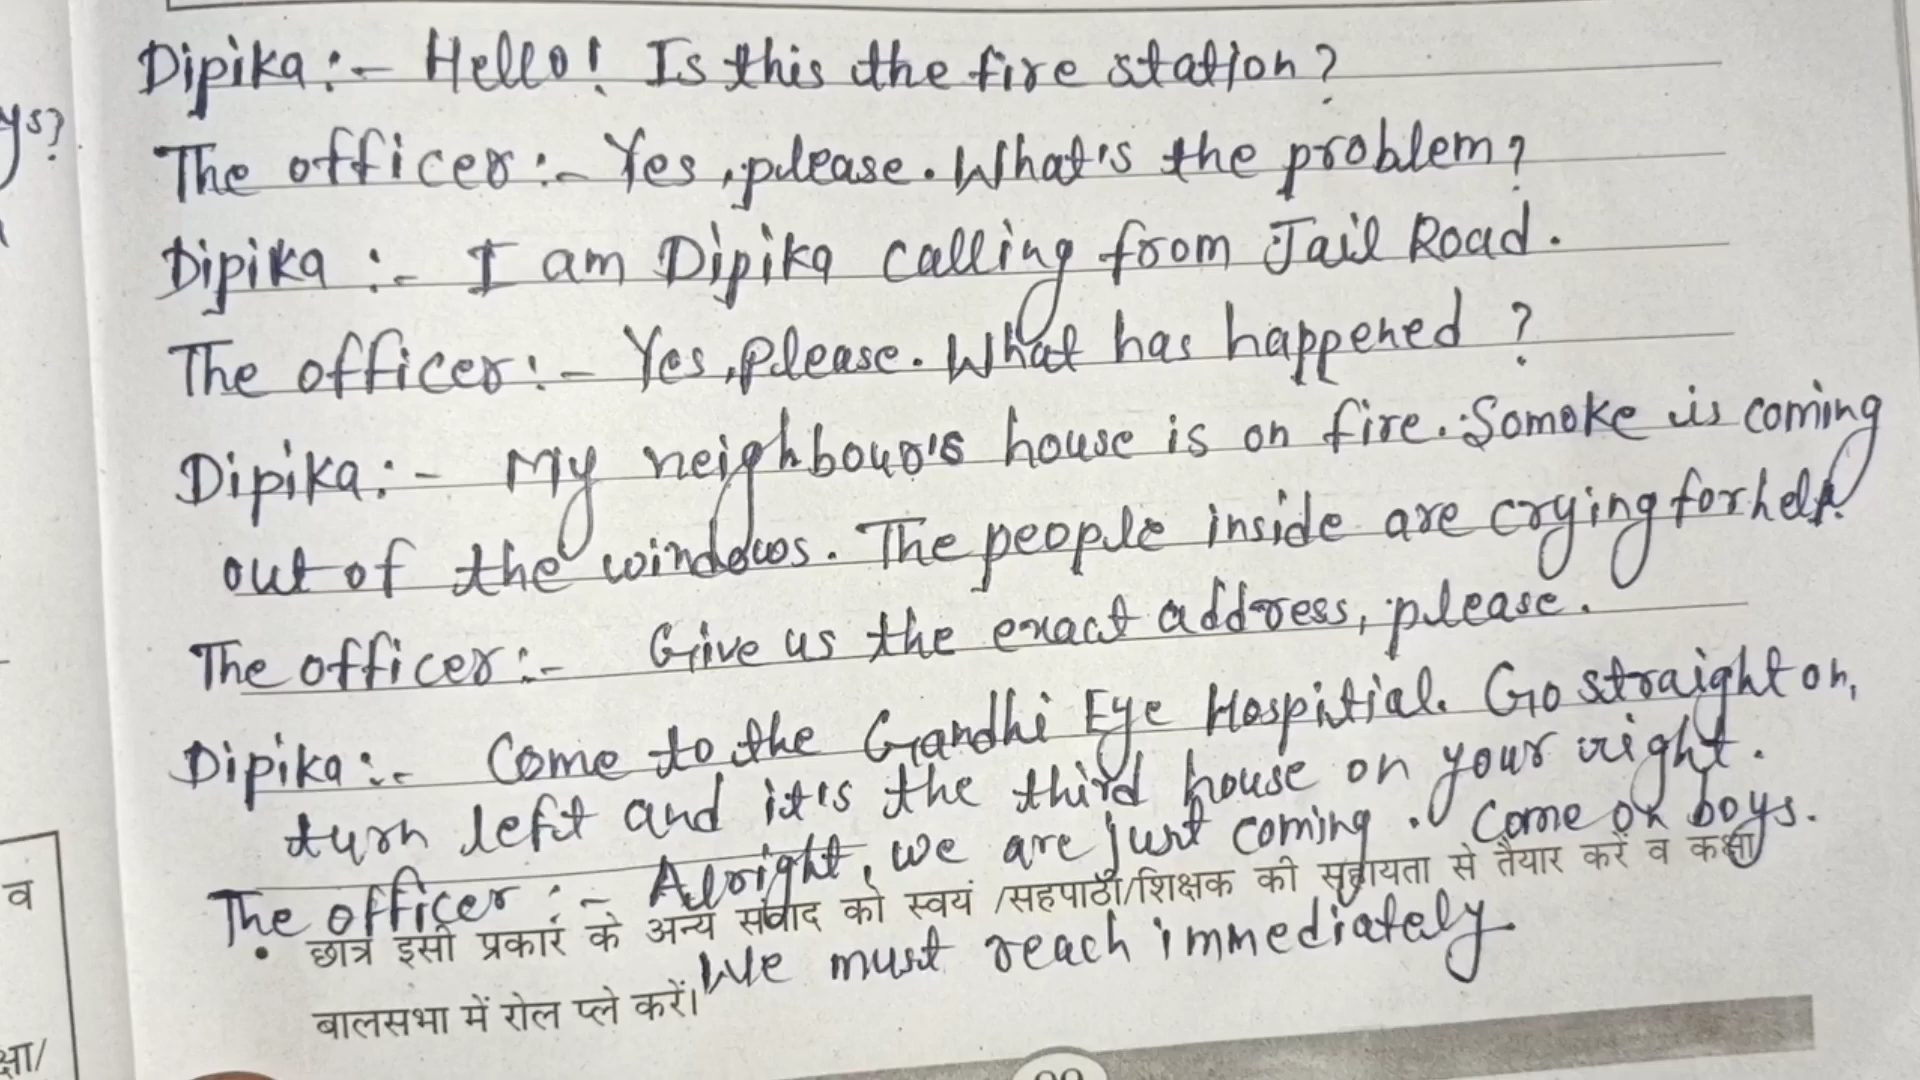 Dipika :- Hello! Is this the fire station?
ys?
The officer :- Yes, please. What's the problem?
Dipika :- I am Dipika calling from Jail Road.
The officer :- Yes, Please. What has happened ?
Dipika :- My neighbour's house is on fire. Somoke is coming
out of the windows. The people inside are crying for help.
The officer :- Give us the exact address, please.
Dipika :- Come to the Gandhi Eye Hospitial. Go straight on,
turn left and it's the third house on your right.
The officer :- Alright, we are just coming. Come on boys.
व
• छात्र इसी प्रकार के अन्य संवाद को स्वयं /सहपाठी/शिक्षक की सहायता से तैयार करें व कक्षा/
We must reach immediately.
बालसभा में रोल प्ले करें।
क्षा/